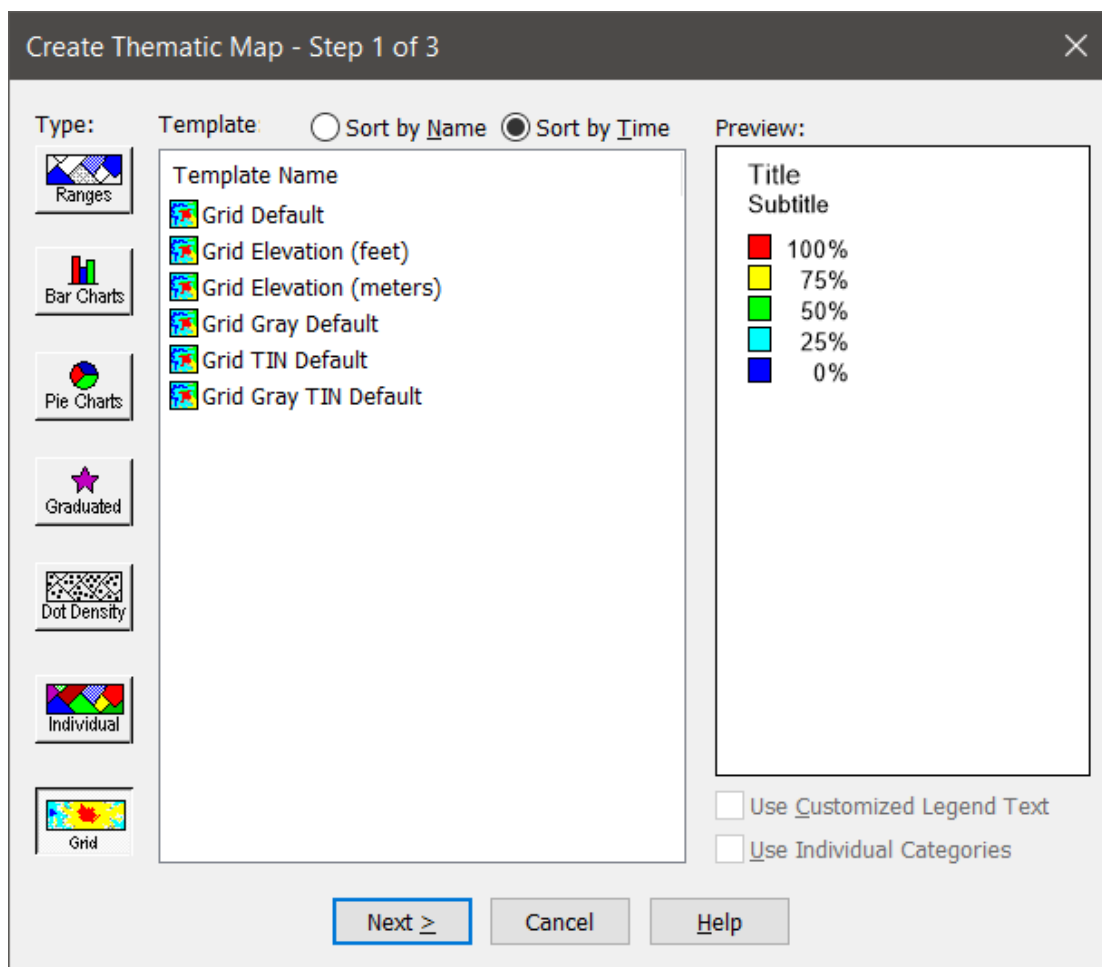 Create Thematic Map - Step 1 of 3
Type:
Ranges
Bar Charts
Pie Charts
Graduated
Dot Density
Individual
Grid
Template:
Sort by Name
Sort by Time
Template Name
Grid Default
Grid Elevation (feet)
Grid Elevation (meters)
Grid Gray Default
Grid TIN Default
Grid Gray TIN Default
Preview:
Title
Subtitle
100%
75%
50%
25%
0%
Use Customized Legend Text
Use Individual Categories
Next >
Cancel
Help